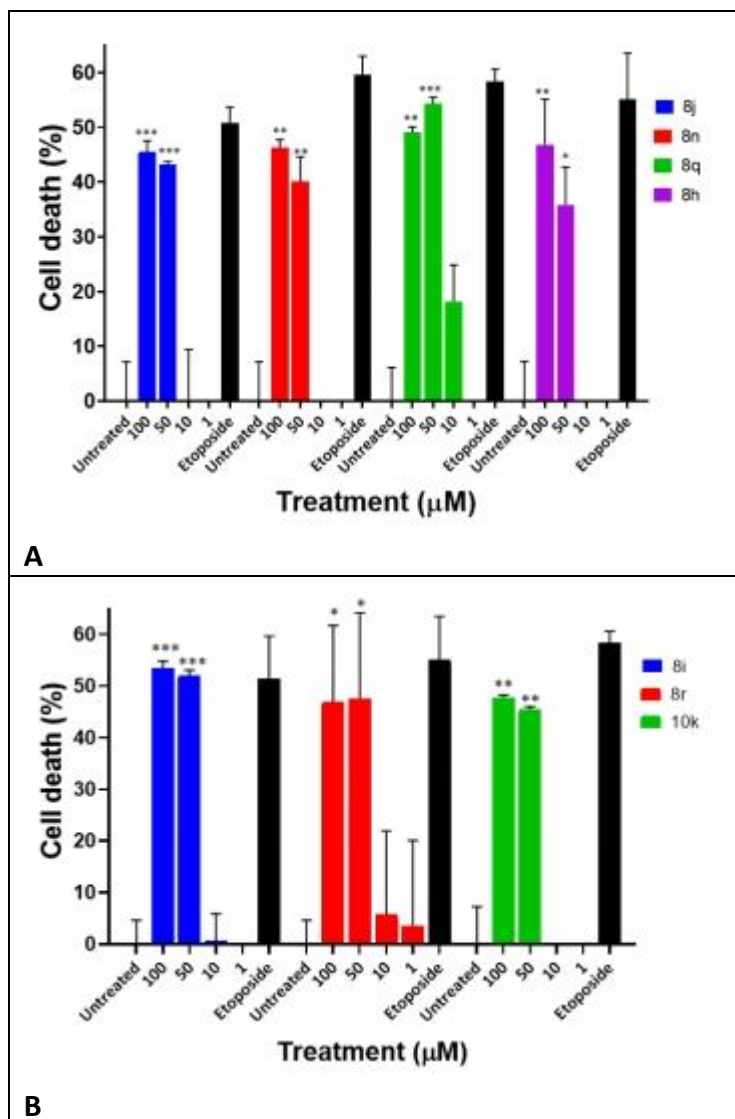 60
50
40
30
20
10
0
Cell death (%)
*** *** ** ** ** *** ** *
8j
8n
8q
8h
Untreated 100 50 10 1 Etoposide Untreated 100 50 10 1 Etoposide Untreated 100 50 10 1 Etoposide Untreated 100 50 10 1 Etoposide
Treatment (μM)
A
60
50
40
30
20
10
0
Cell death (%)
*** *** * * ** **
8i
8r
10k
Untreated 100 50 10 1 Etoposide Untreated 100 50 10 1 Etoposide Untreated 100 50 10 1 Etoposide
Treatment (μM)
B